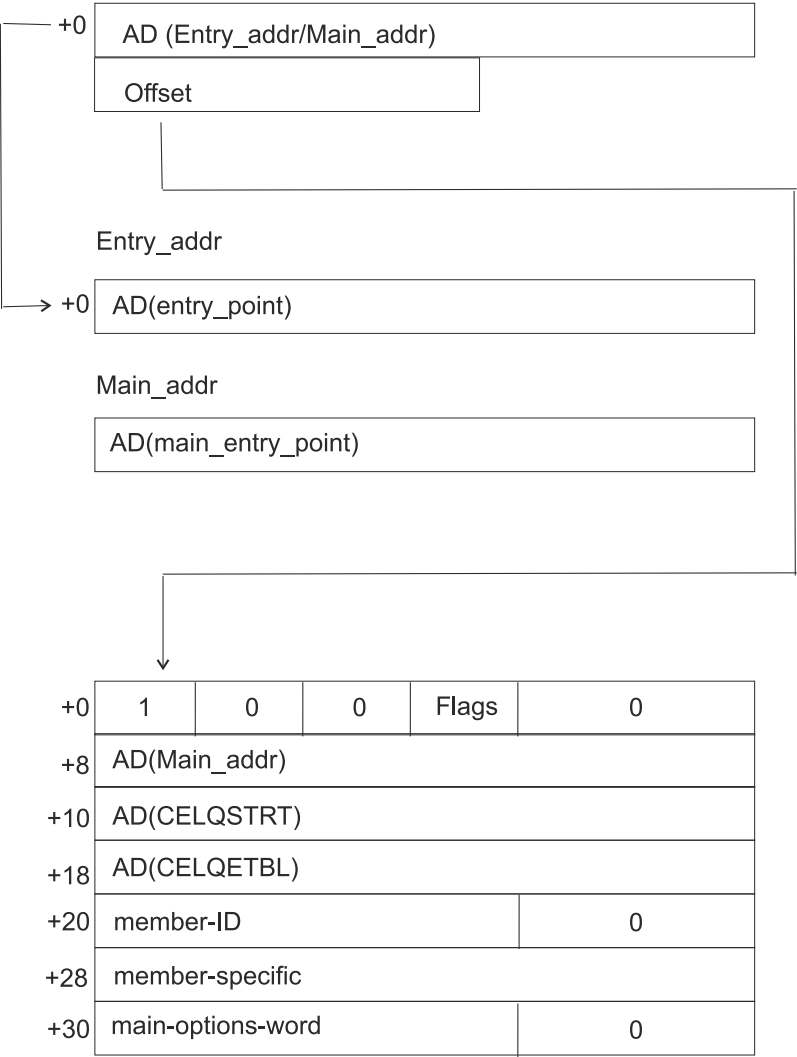 +0 AD (Entry_addr/Main_addr)
Offset
Entry_addr
+0 AD(entry_point)
Main_addr
AD(main_entry_point)
+0 1 0 0 Flags 0
+8 AD(Main_addr)
+10 AD(CELQSTRT)
+18 AD(CELQETBL)
+20 member-ID 0
+28 member-specific
+30 main-options-word 0